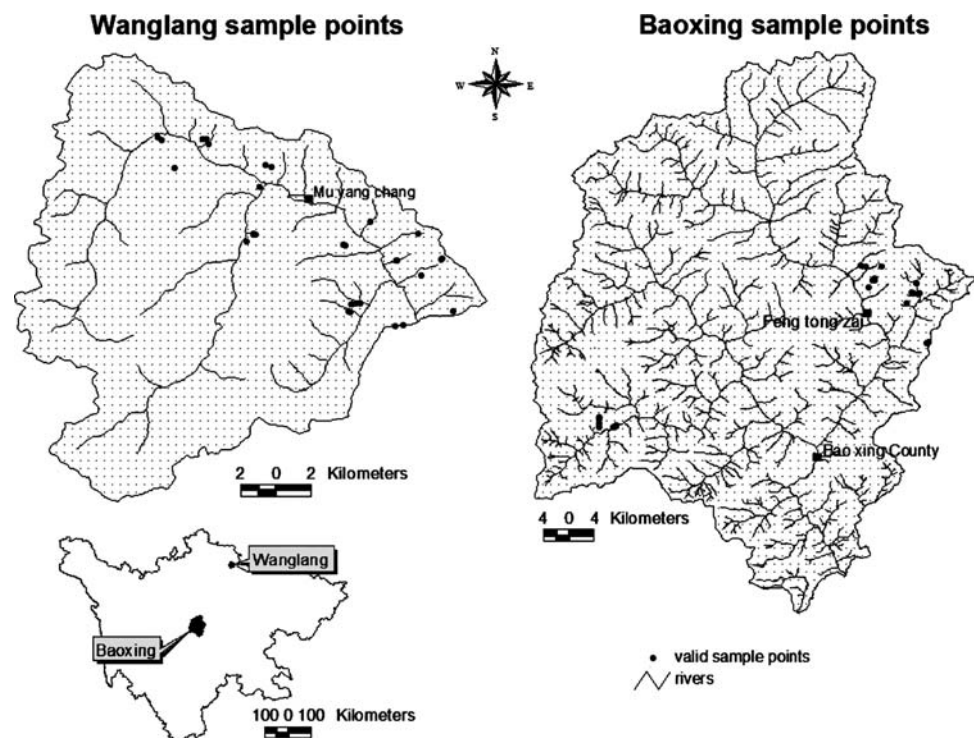 Wanglang sample points
Baoxing sample points
N
W E
S
Mu yang chang
Feng tong zai
Bao xing County
2 0 2 Kilometers
4 0 4 Kilometers
Wanglang
Baoxing
100 0 100 Kilometers
valid sample points
rivers